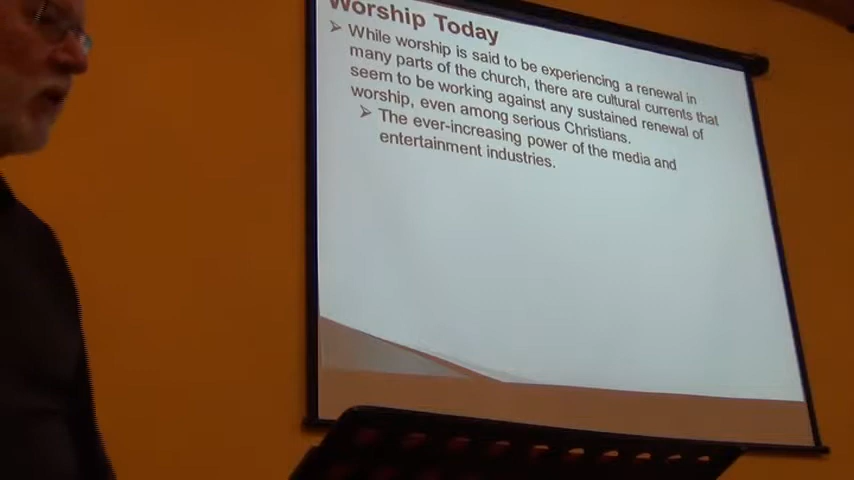 Worship Today
➢ While worship is said to be experiencing a renewal in
many parts of the church, there are cultural currents that
seem to be working against any sustained renewal of
worship, even among serious Christians.
➢ The ever-increasing power of the media and
entertainment industries.